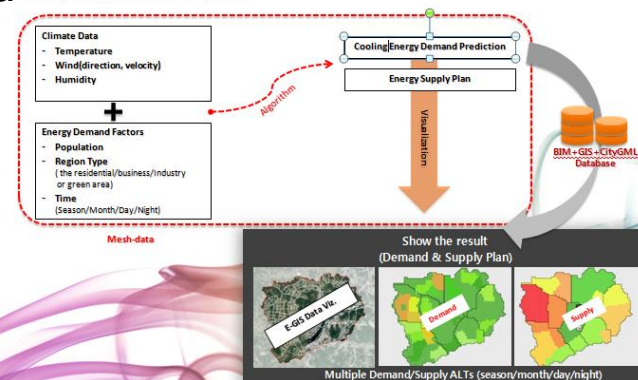 Climate Data
- Temperature
- Wind(direction, velocity)
- Humidity
+
Energy Demand Factors
- Population
- Region Type
( the residential/business/Industry
or green area)
- Time
(Season/Month/Day/Night)
Mesh-data
Algorithm
Cooling Energy Demand Prediction
Energy Supply Plan
Visualization
BIM+GIS+CityGML
Database
Show the result
(Demand & Supply Plan)
E-GIS Data Viz.
Demand
Supply
Multiple Demand/Supply ALTs (season/month/day/night)